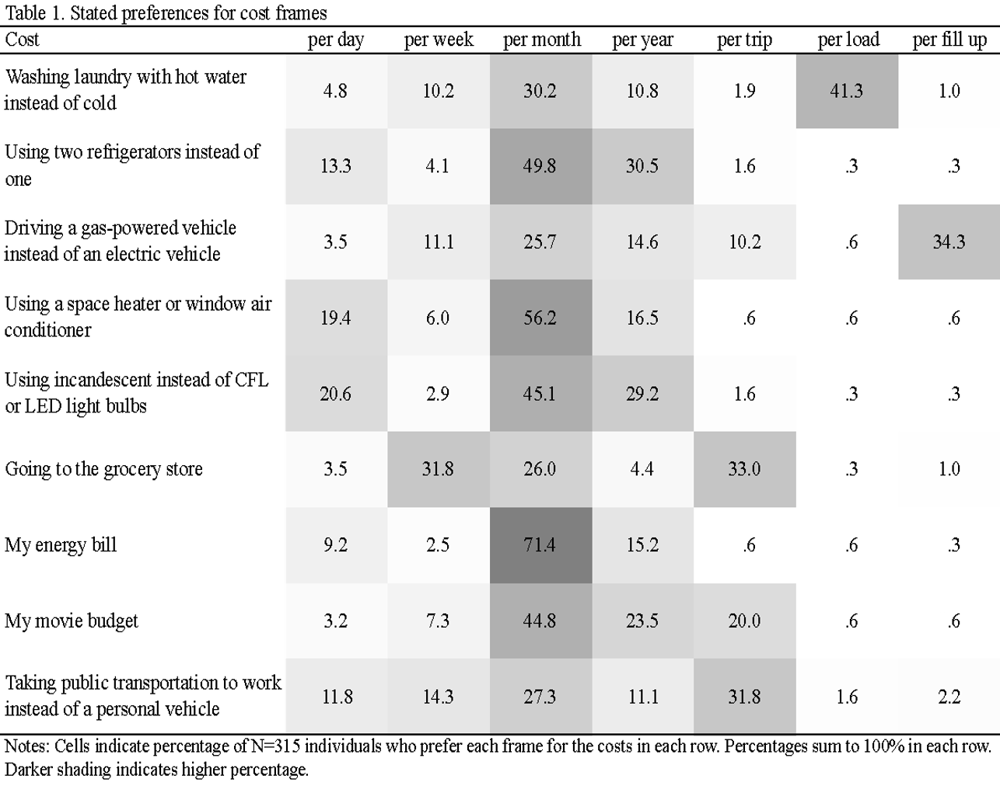 Table 1. Stated preferences for cost frames
Cost per day per week per month per year per trip per load per fill up
Washing laundry with hot water
instead of cold 4.8 10.2 30.2 10.8 1.9 41.3 1.0
Using two refrigerators instead of
one 13.3 4.1 49.8 30.5 1.6 .3 .3
Driving a gas-powered vehicle
instead of an electric vehicle 3.5 11.1 25.7 14.6 10.2 .6 34.3
Using a space heater or window air
conditioner 19.4 6.0 56.2 16.5 .6 .6 .6
Using incandescent instead of CFL
or LED light bulbs 20.6 2.9 45.1 29.2 1.6 .3 .3
Going to the grocery store 3.5 31.8 26.0 4.4 33.0 .3 1.0
My energy bill 9.2 2.5 71.4 15.2 .6 .6 .3
My movie budget 3.2 7.3 44.8 23.5 20.0 .6 .6
Taking public transportation to work
instead of a personal vehicle 11.8 14.3 27.3 11.1 31.8 1.6 2.2
Notes: Cells indicate percentage of N=315 individuals who prefer each frame for the costs in each row. Percentages sum to 100% in each row.
Darker shading indicates higher percentage.